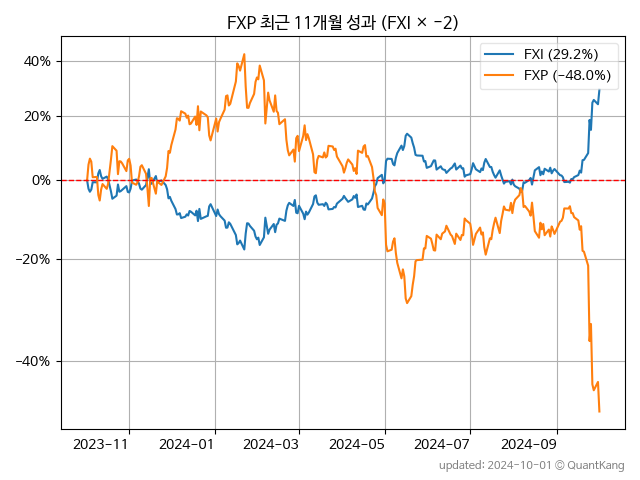 FXP 최근 11개월 성과 (FXI × −2)
FXI (29.2%)
FXP (−48.0%)
40%
20%
0%
−20%
−40%
2023-11
2024-01
2024-03
2024-05
2024-07
2024-09
updated: 2024-10-01 © QuantKang